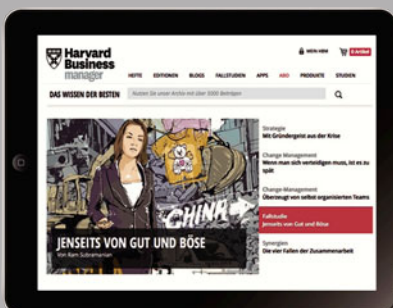 Harvard
Business
manager
MEIN HBM
0 Artikel
HEFTE EDITIONEN BLOGS FALLSTUDIEN APPS ABO PRODUKTE STUDIEN
DAS WISSEN DER BESTEN
Nutzen Sie unser Archiv mit über 5000 Beiträgen
Strategie
Mit Gründergeist aus der Krise
Change Management
Wenn man sich verteidigen muss, ist es zu
spät
Change-Management
Überzeugt von selbst organisierten Teams
Fallstudie
Jenseits von Gut und Böse
Synergien
Die vier Fallen der Zusammenarbeit
CHINA
JENSEITS VON GUT UND BÖSE
Von Ram Subramanian